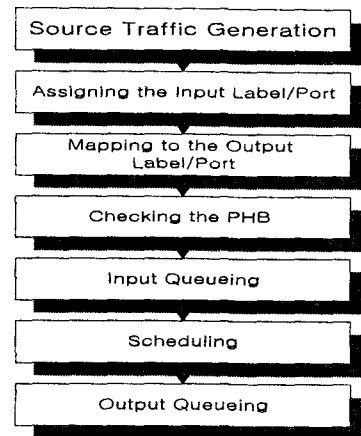 Source Traffic Generation
Assigning the Input Label/Port
Mapping to the Output
Label/Port
Checking the PHB
Input Queueing
Scheduling
Output Queueing